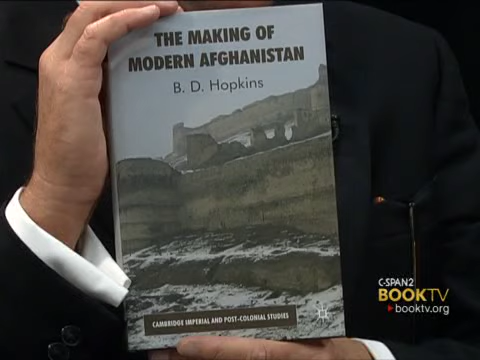 THE MAKING OF
MODERN AFGHANISTAN
B. D. Hopkins
CAMBRIDGE IMPERIAL AND POST-COLONIAL STUDIES
C-SPAN2
BOOKTV
booktv.org